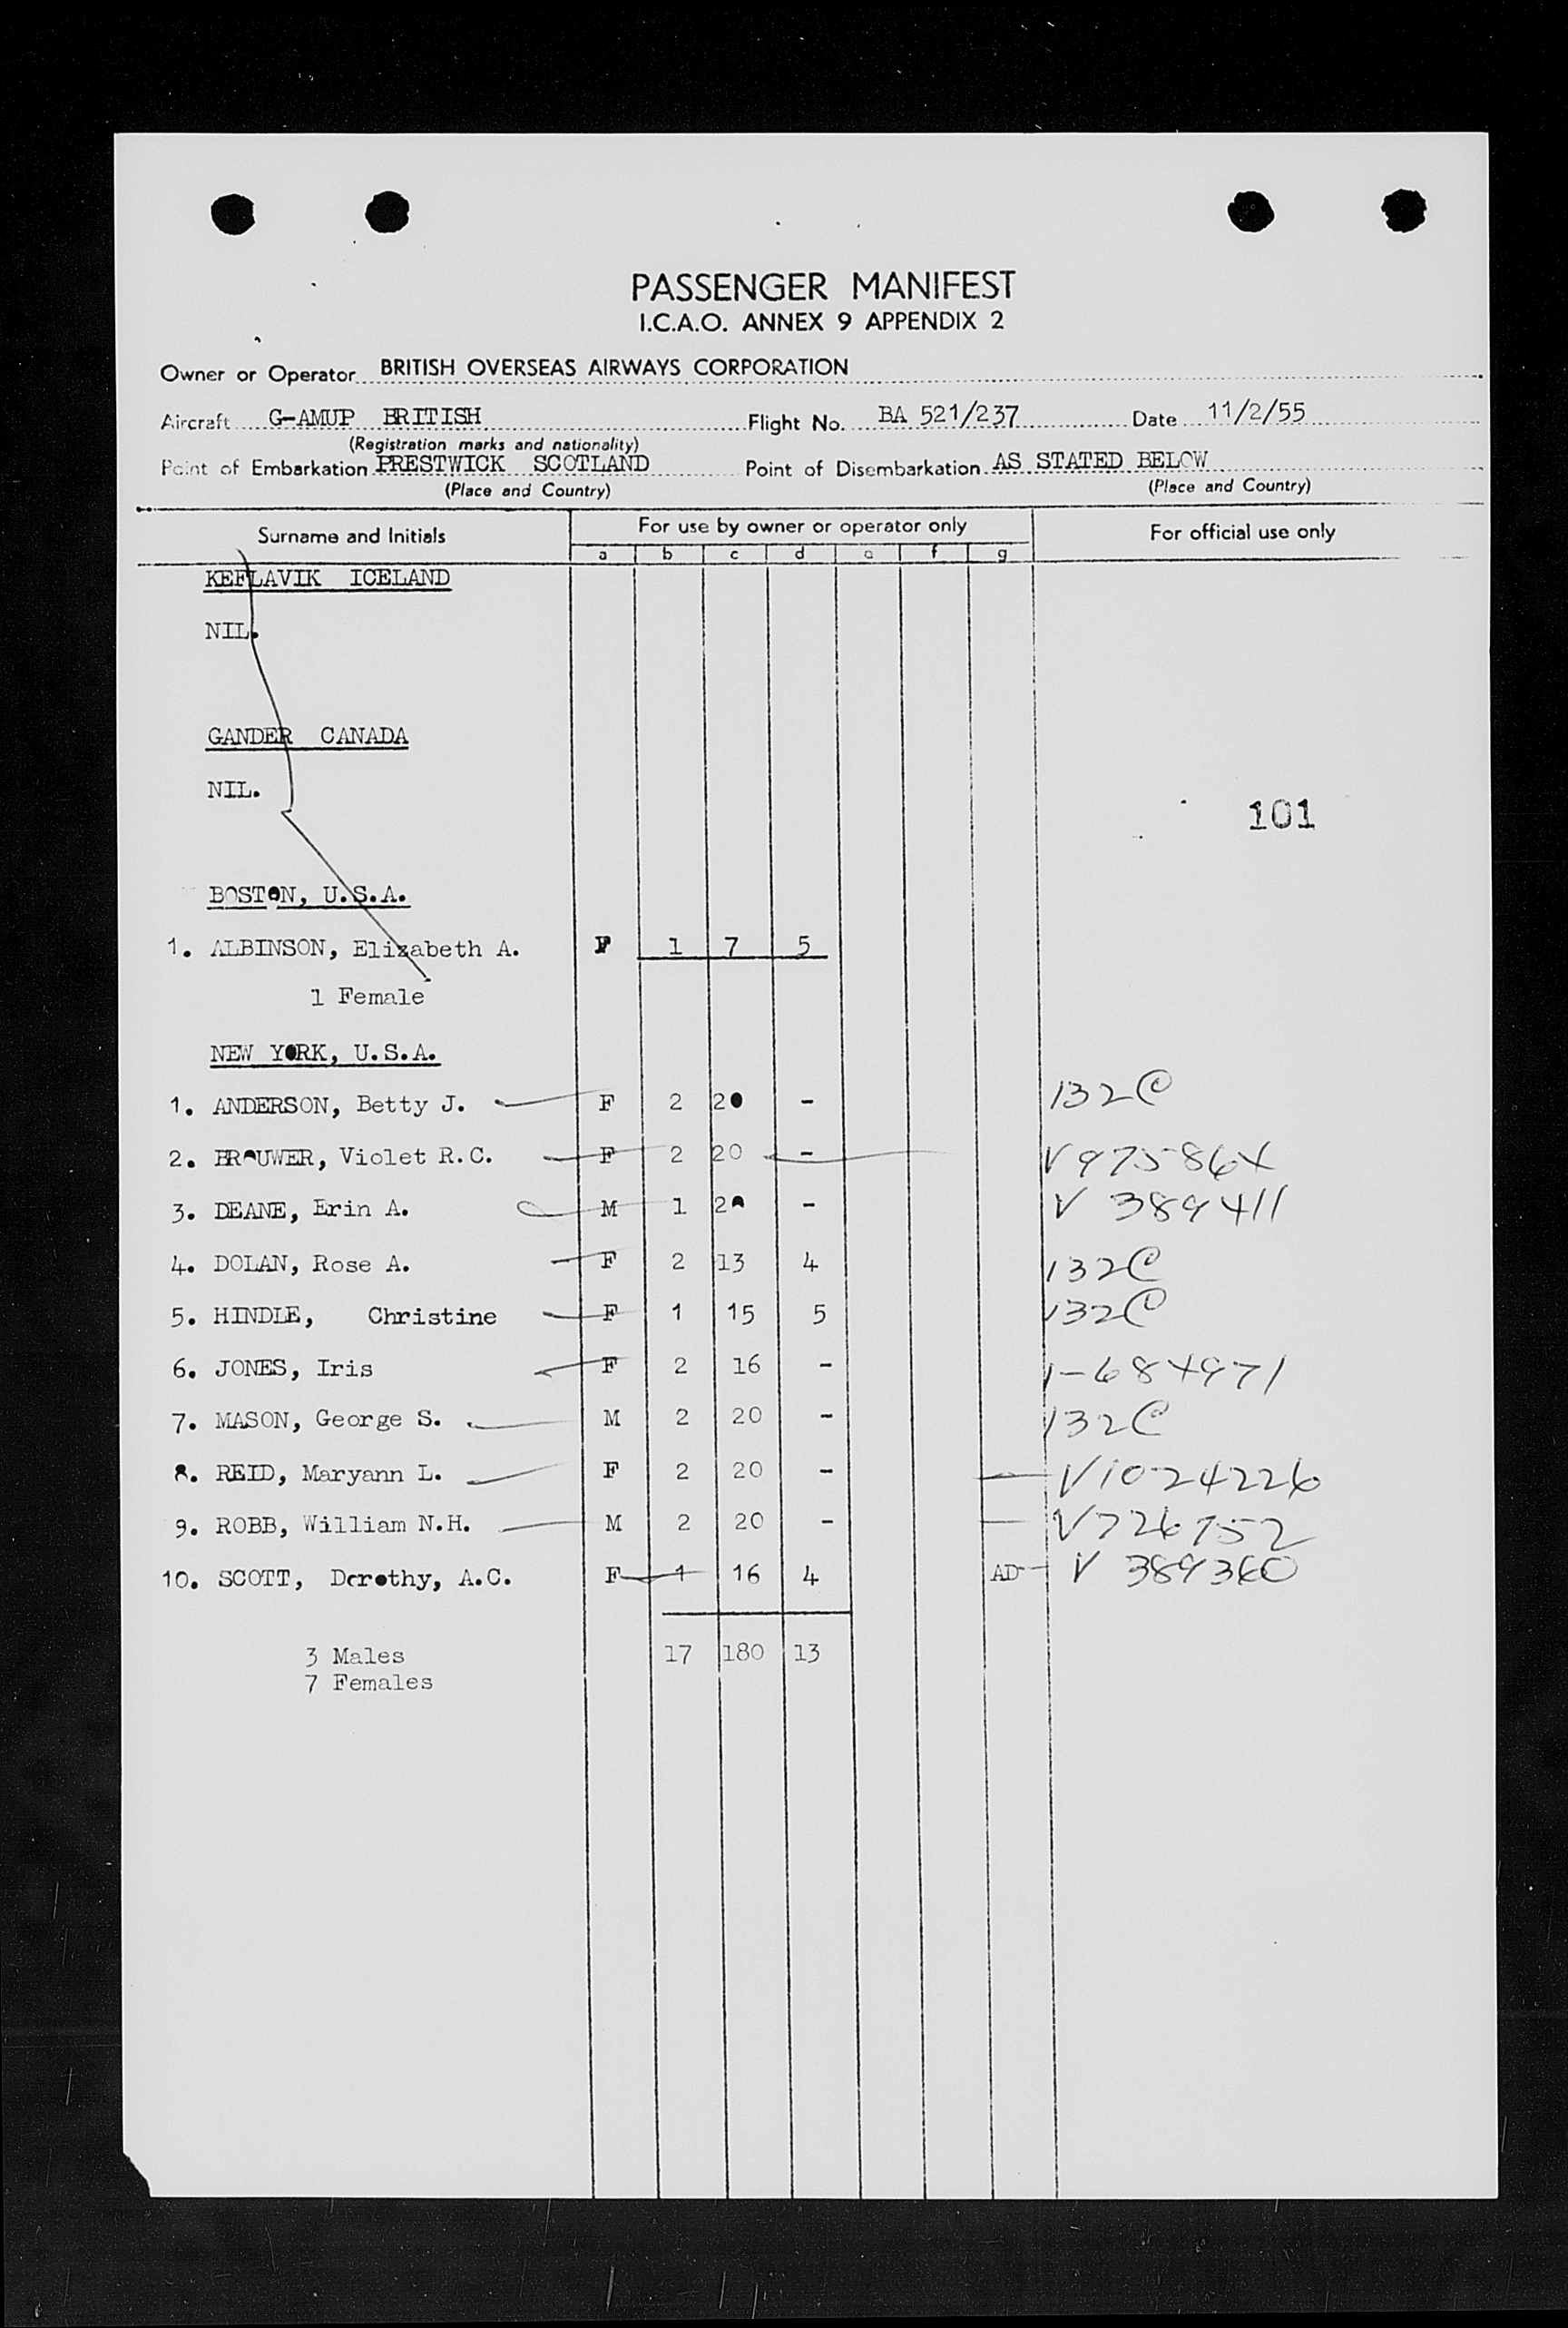 PASSENGER MANIFEST
I.C.A.O. ANNEX 9 APPENDIX 2
Owner or Operator BRITISH OVERSEAS AIRWAYS CORPORATION
Aircraft G-AMUP BRITISH Flight No. BA 521/237 Date 11/2/55
(Registration marks and nationality)
Point of Embarkation PRESTWICK SCOTLAND Point of Disembarkation AS STATED BELOW
(Place and Country) (Place and Country)
Surname and Initials For use by owner or operator only For official use only
a b c d e f g
KEFLAVIK ICELAND
NIL.
GANDER CANADA
NIL.
101
BOSTON, U.S.A.
1. ALBINSON, Elizabeth A. F 1 7 5
1 Female
NEW YORK, U.S.A.
1. ANDERSON, Betty J. F 2 20 - 132C
2. BROUWER, Violet R.C. F 2 20 - V975864
3. DEANE, Erin A. M 1 20 - V 389411
4. DOLAN, Rose A. F 2 13 4 132C
5. HINDLE, Christine F 1 15 5 132C
6. JONES, Iris F 2 16 - 1-684971
7. MASON, George S. M 2 20 - 132C
8. REID, Maryann L. F 2 20 - V1024226
9. ROBB, William N.H. M 2 20 -
10. SCOTT, Dorothy, A.C. F 1 16 4 AD V 389360
17 180 13
3 Males
7 Females